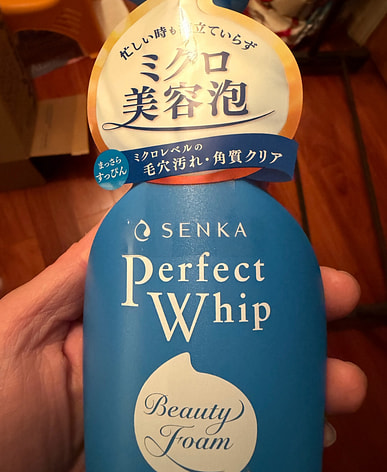 忙しい時も泡立ていらず
ミクロ
美容泡
まっさら
すっぴん
ミクロレベルの
毛穴汚れ・角質クリア
SENKA
Perfect
Whip
Beauty
Foam